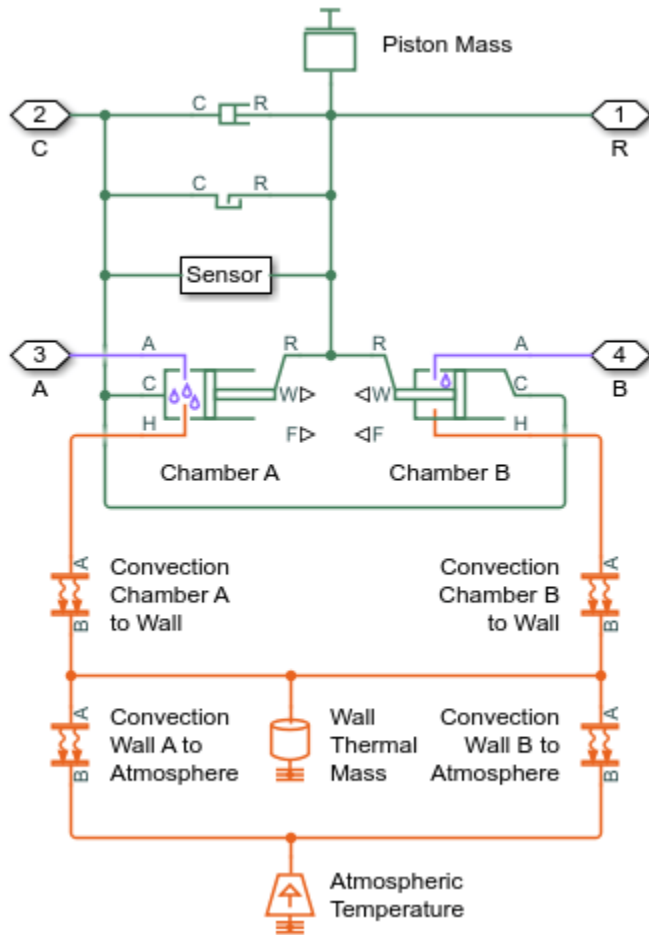 Piston Mass
2
C
R
1
C
R
C
R
Sensor
3
A
R
R
A
4
A
C
W
W
C
B
H
F
F
H
Chamber A
Chamber B
A
Convection
Chamber A
to Wall
B
Convection
Chamber B
to Wall
A
B
A
Convection
Wall A to
Atmosphere
B
Wall
Thermal
Mass
Convection
Wall B to
Atmosphere
A
B
Atmospheric
Temperature